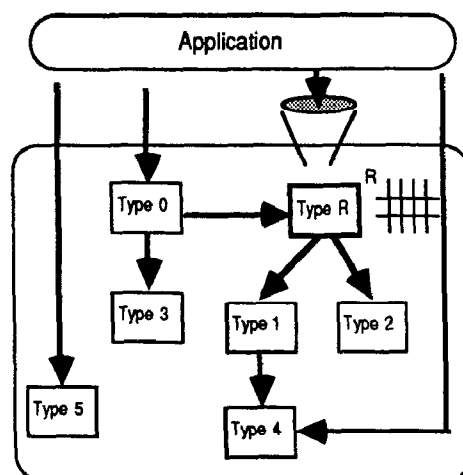 Application
R
Type 0
Type R
Type 3
Type 1
Type 2
Type 5
Type 4